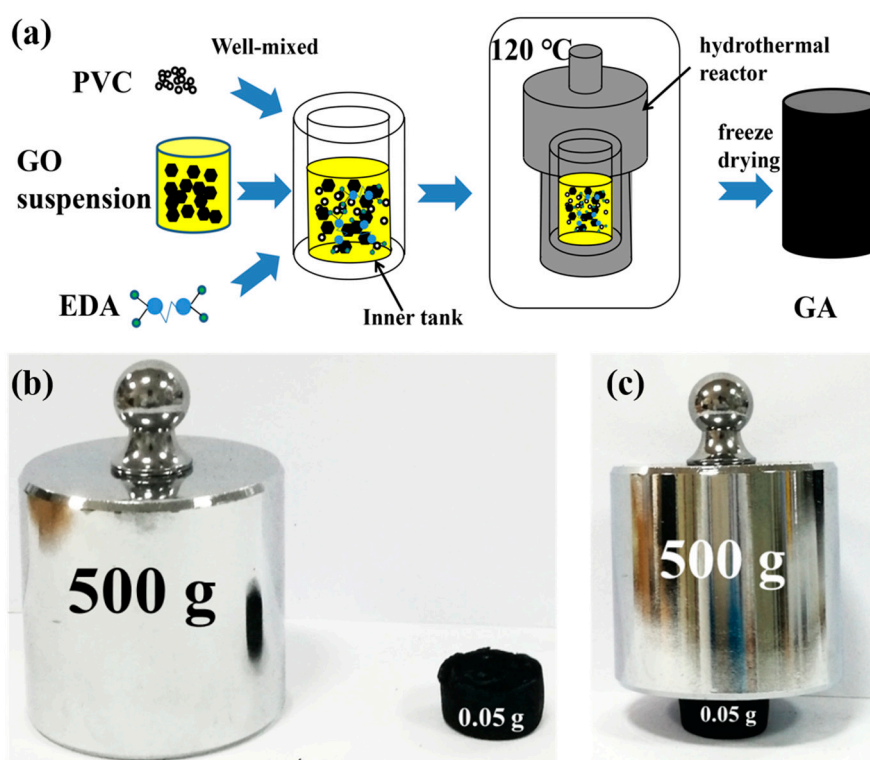 (a)
Well-mixed
PVC
GO
suspension
EDA
Inner tank
120 °C
hydrothermal
reactor
freeze
drying
GA
(b)
500 g
0.05 g
(c)
500 g
0.05 g